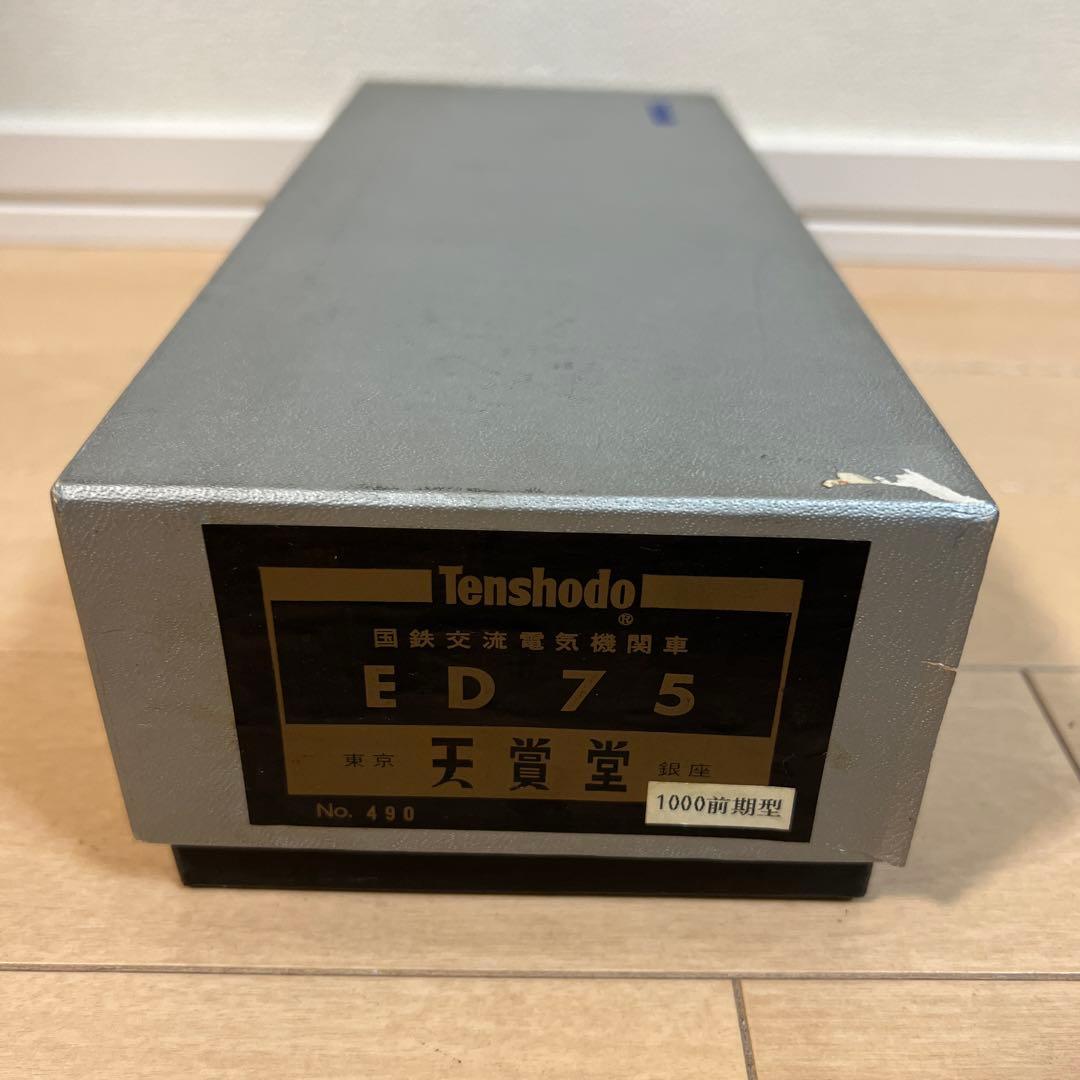 Tenshodo®
国鉄交流電気機関車
ED75
東京 天賞堂 銀座
No. 490
1000前期型